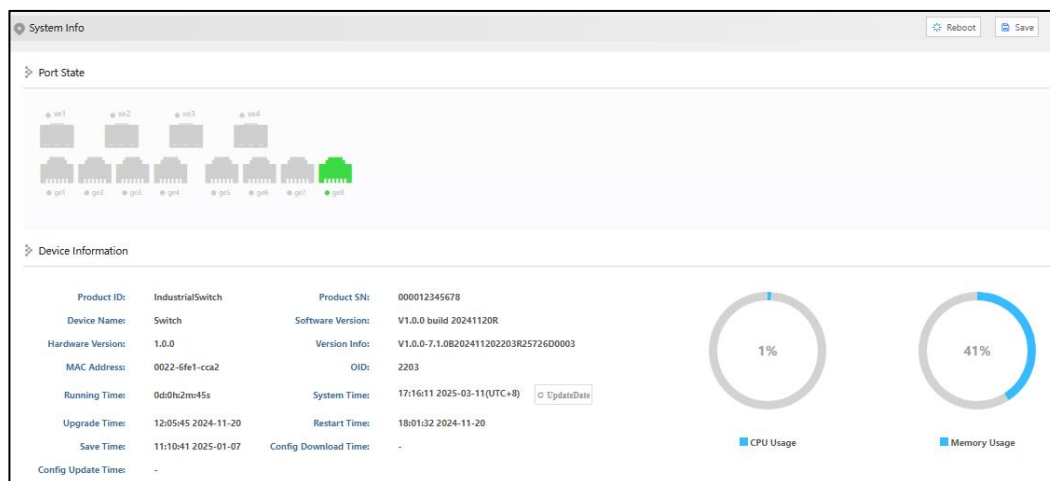 System Info Reboot Save
Port State
xe1 xe2 xe3 xe4
ge1 ge2 ge3 ge4 ge5 ge6 ge7 ge8
Device Information
Product ID: IndustrialSwitch Product SN: 000012345678
Device Name: Switch Software Version: V1.0.0 build 20241120R
Hardware Version: 1.0.0 Version Info: V1.0.0-7.1.0B202411202203R25726D0003
MAC Address: 0022-6fe1-cca2 OID: 2203
Running Time: 0d:0h:2m:45s System Time: 17:16:11 2025-03-11(UTC+8) UpdateDate
Upgrade Time: 12:05:45 2024-11-20 Restart Time: 18:01:32 2024-11-20
Save Time: 11:10:41 2025-01-07 Config Download Time: -
Config Update Time: -
1% 41%
CPU Usage Memory Usage